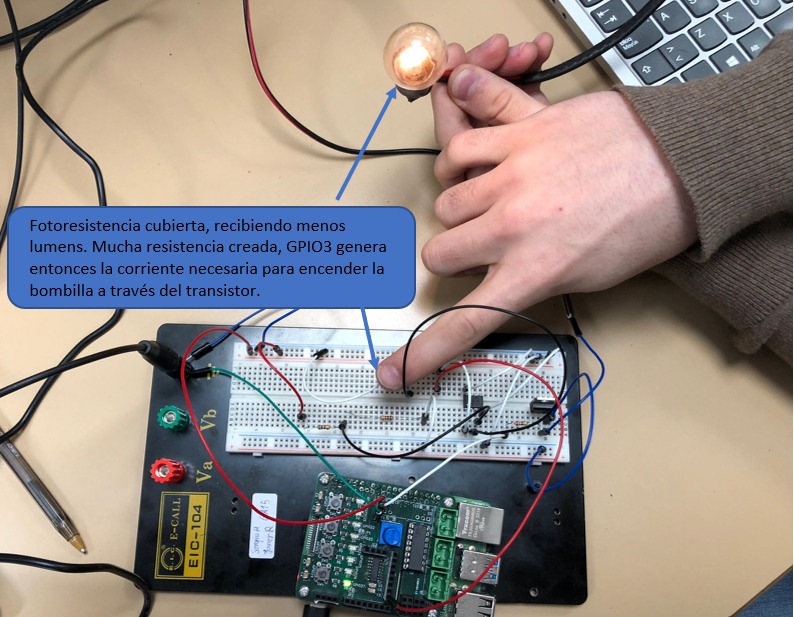 Fotoresistencia cubierta, recibiendo menos
lumens. Mucha resistencia creada, GPIO3 genera
entonces la corriente necesaria para encender la
bombilla a través del transistor.
Vb
Va
E-CALL
EIC-104